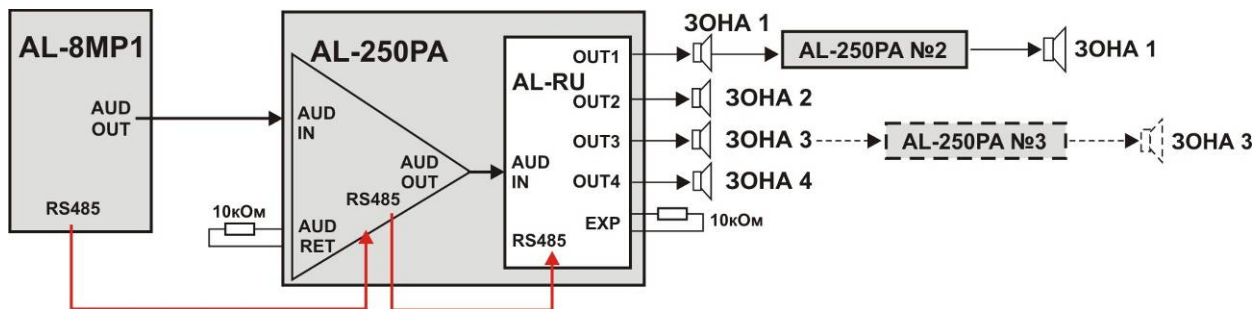 AL-8MP1
AUD
OUT
RS485
AL-250PA
AUD
IN
AUD
OUT
RS485
10кОм
AUD
RET
AL-RU
AUD
IN
RS485
OUT1
OUT2
OUT3
OUT4
EXP
10кОм
ЗОНА 1
AL-250PA №2
ЗОНА 1
ЗОНА 2
ЗОНА 3
AL-250PA №3
ЗОНА 3
ЗОНА 4